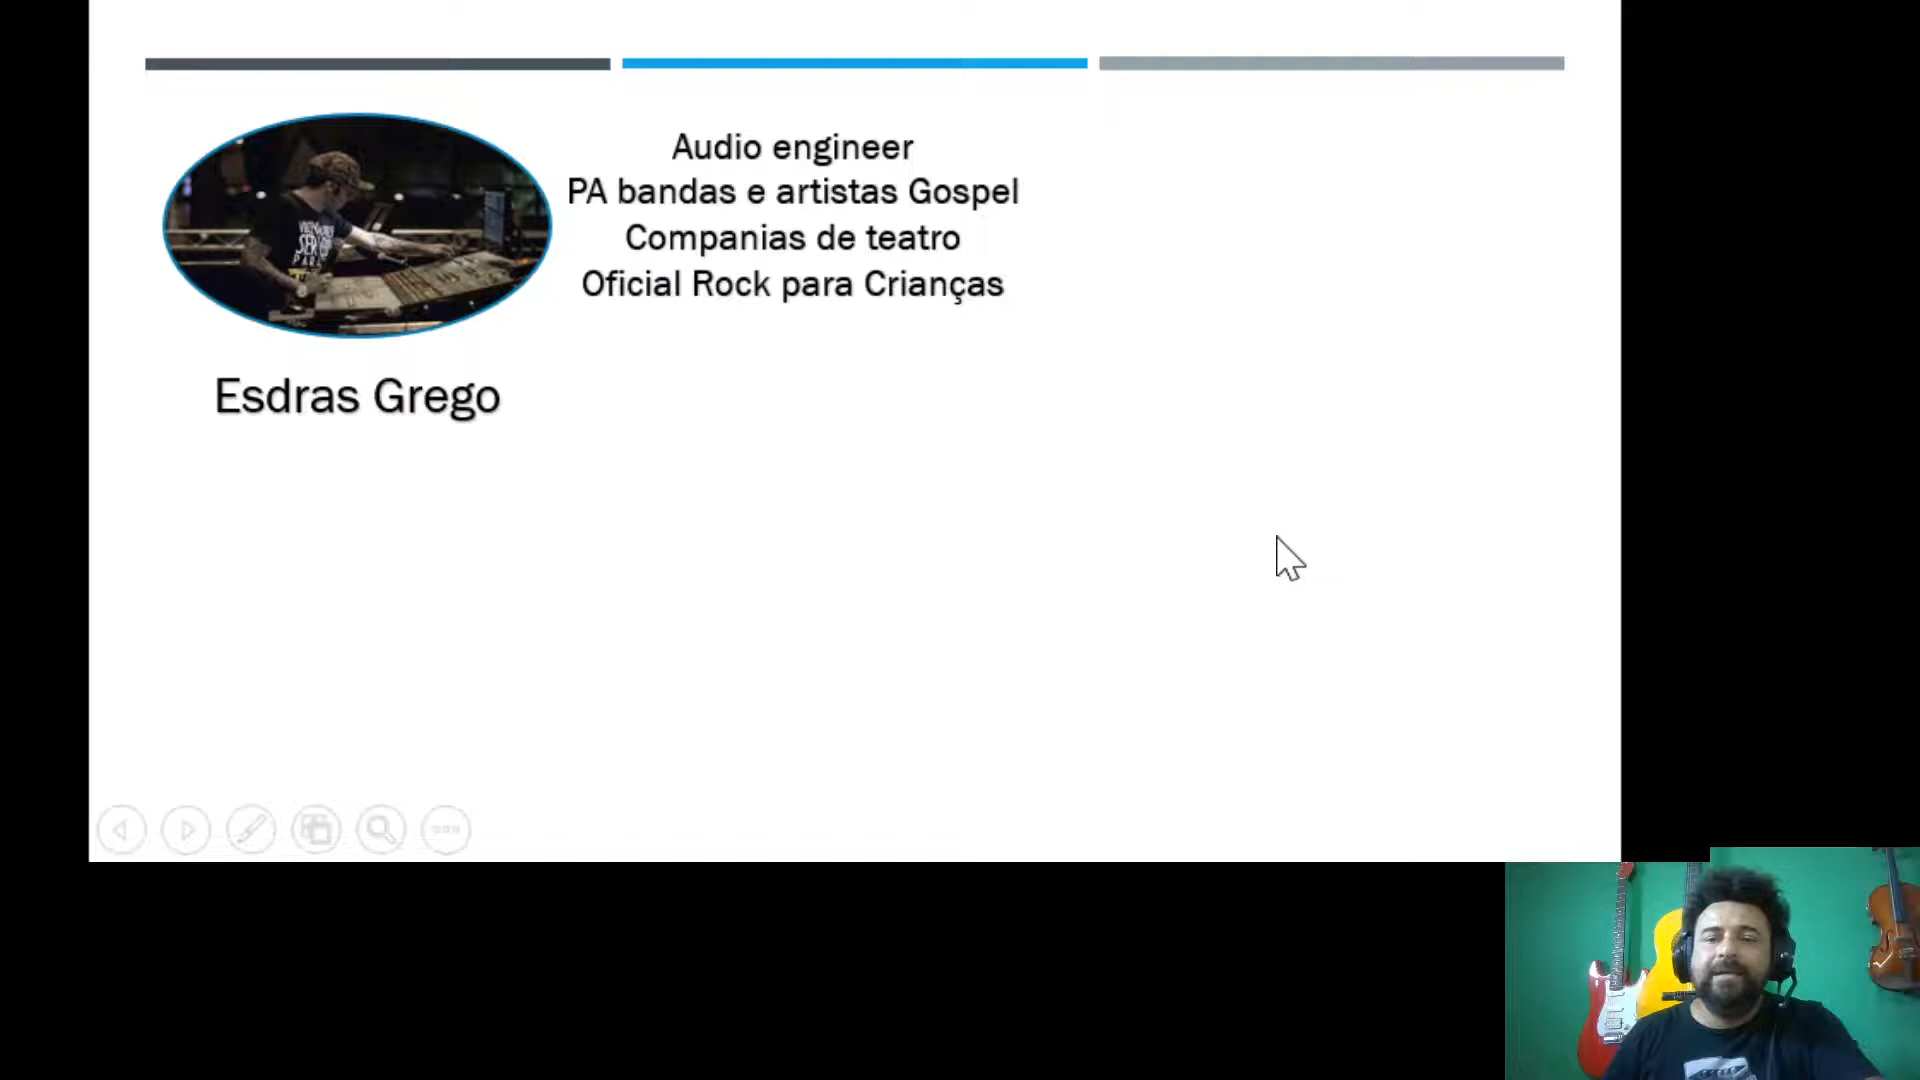 Audio engineer
PA bandas e artistas Gospel
Companias de teatro
Oficial Rock para Crianças
Esdras Grego